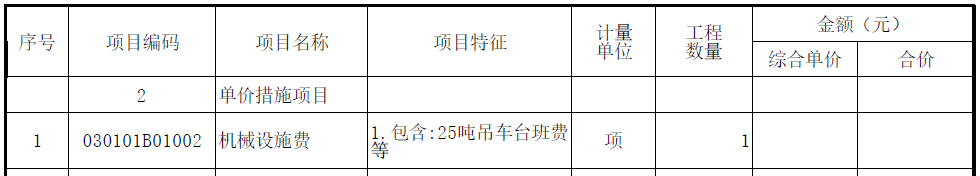 序号 项目编码 项目名称 项目特征 计量单位 工程数量 金额（元）
综合单价 合价
2 单价措施项目
1 030101B01002 机械设施费 1.包含:25吨吊车台班费等 项 1